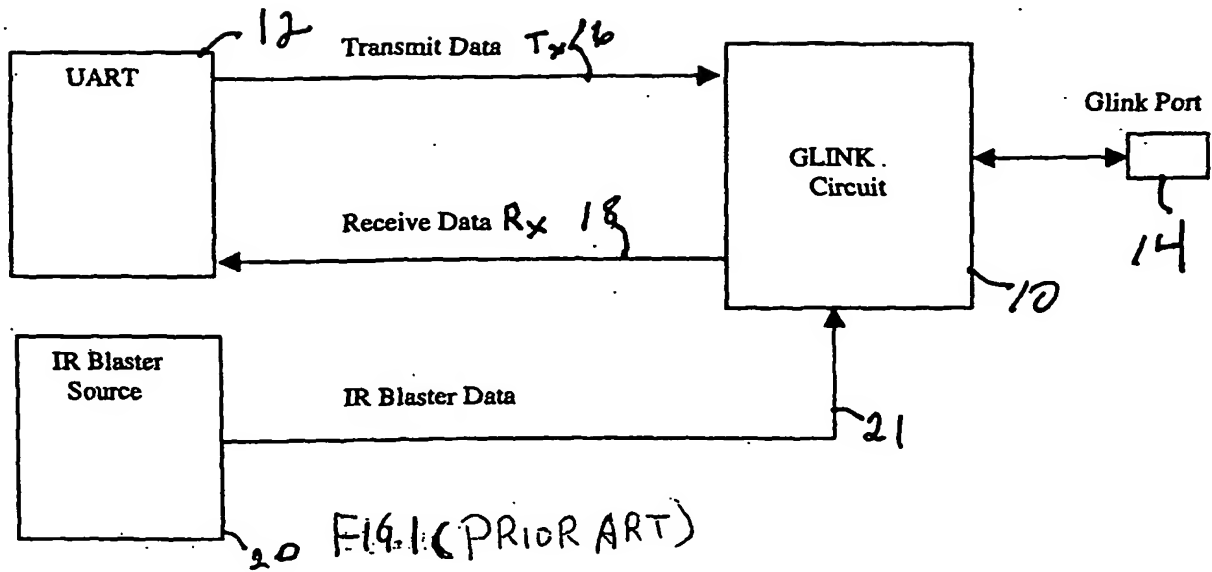 12
Transmit Data Tx 16
UART
Glink Port
GLINK
Circuit
Receive Data Rx 18
14
10
IR Blaster
Source
IR Blaster Data
21
20
FIG. 1 (PRIOR ART)